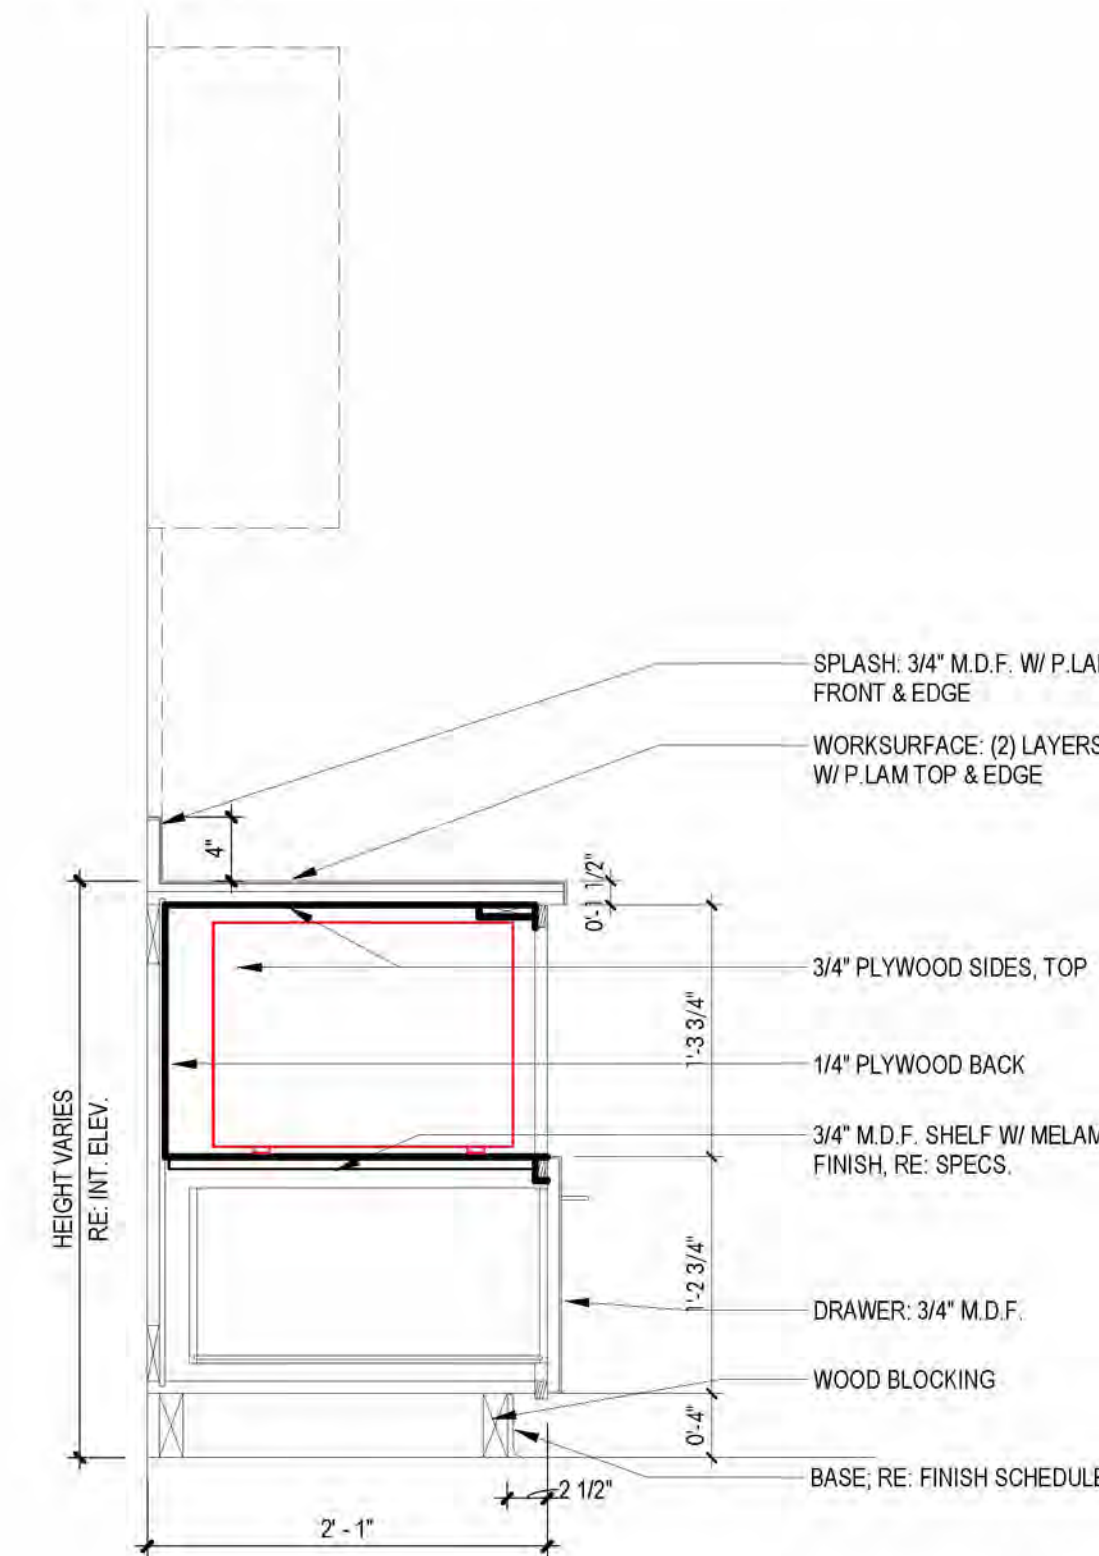 SPLASH: 3/4" M.D.F. W/ P.LA
FRONT & EDGE
WORKSURFACE: (2) LAYERS
W/ P.LAM TOP & EDGE
4"
0'-1 1/2"
3/4" PLYWOOD SIDES, TOP
1'-3 3/4"
1/4" PLYWOOD BACK
HEIGHT VARIES
RE: INT. ELEV.
3/4" M.D.F. SHELF W/ MELAM
FINISH, RE: SPECS.
1'-2 3/4"
DRAWER: 3/4" M.D.F.
WOOD BLOCKING
0'-4"
BASE; RE: FINISH SCHEDULE
2 1/2"
2' - 1"